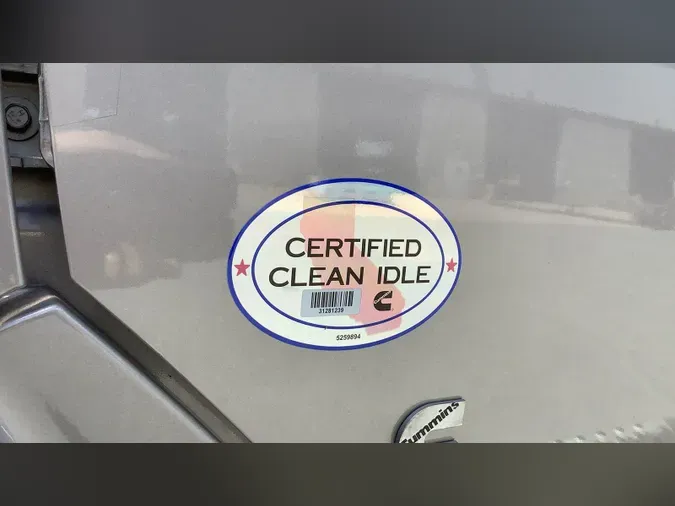 CERTIFIED
CLEAN IDLE
31281239
5259894
Cummins